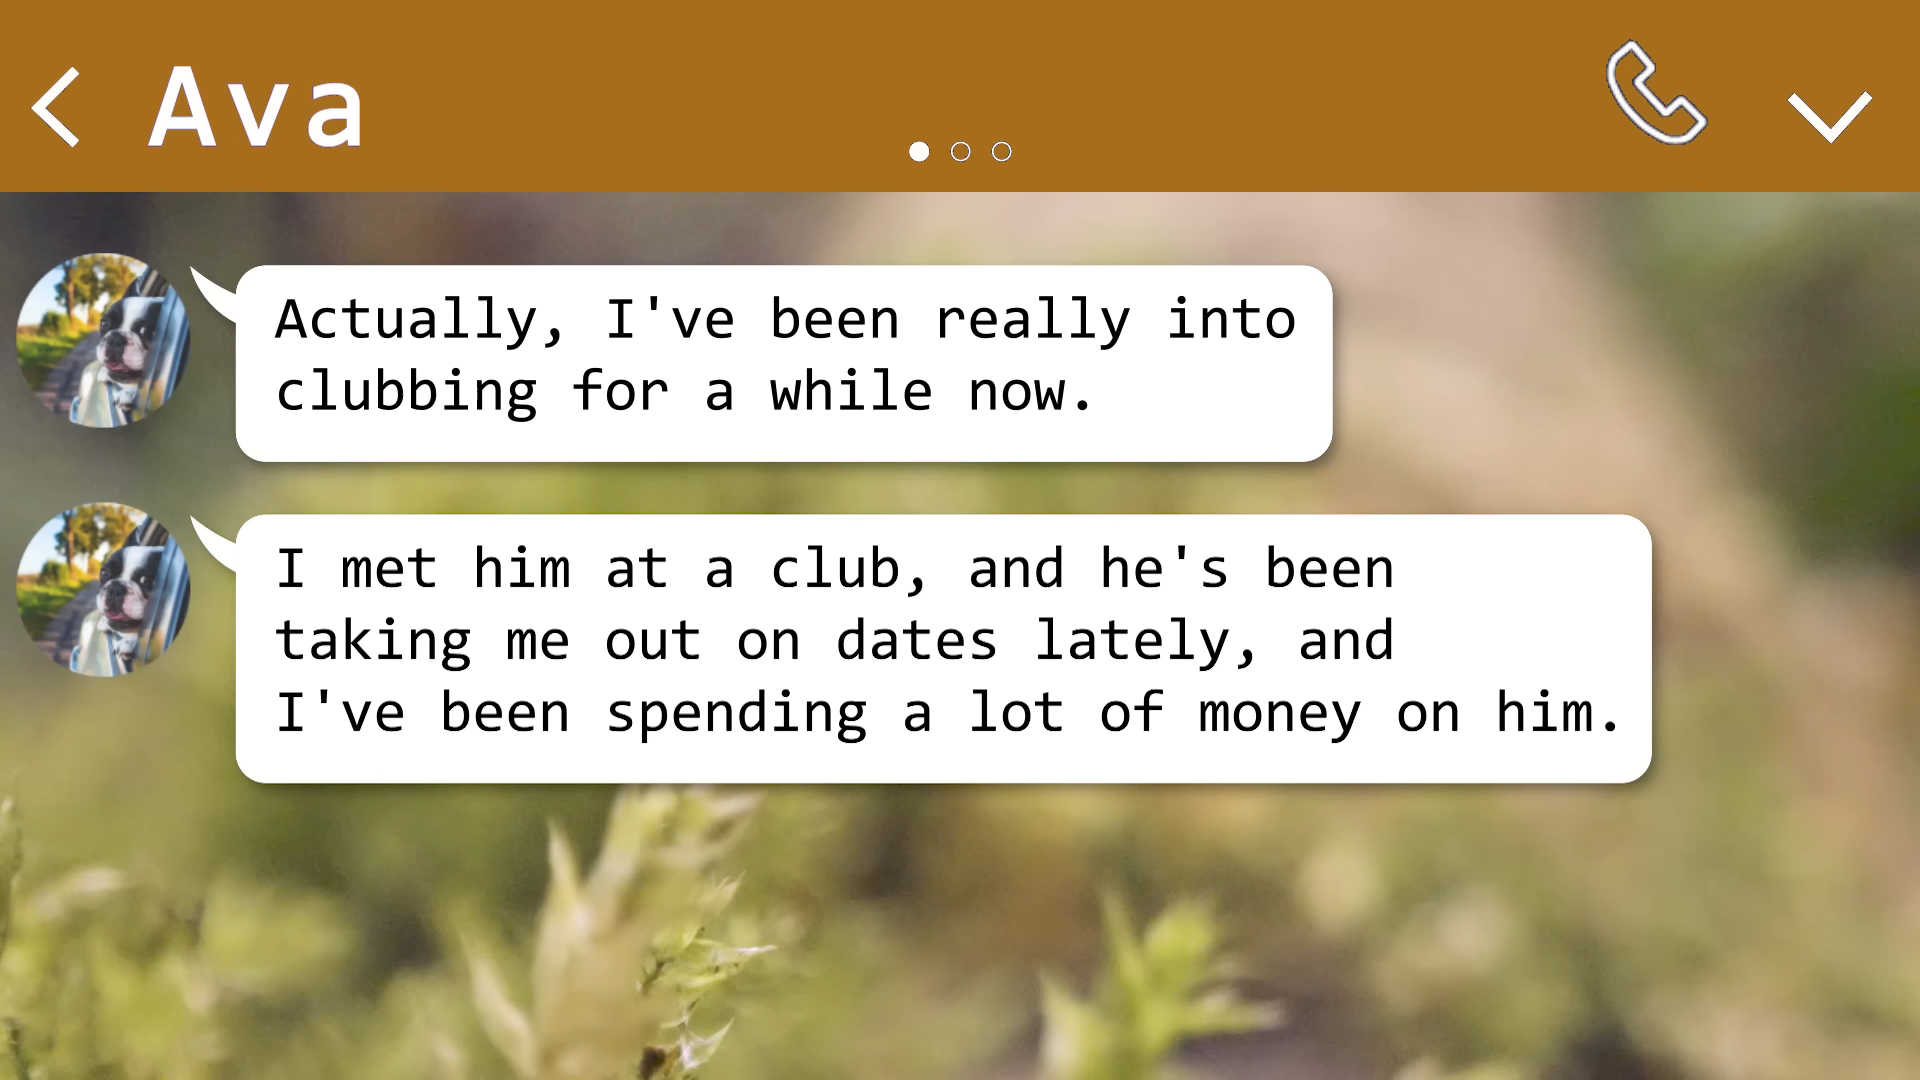 Ava
Actually, I've been really into
clubbing for a while now.
I met him at a club, and he's been
taking me out on dates lately, and
I've been spending a lot of money on him.